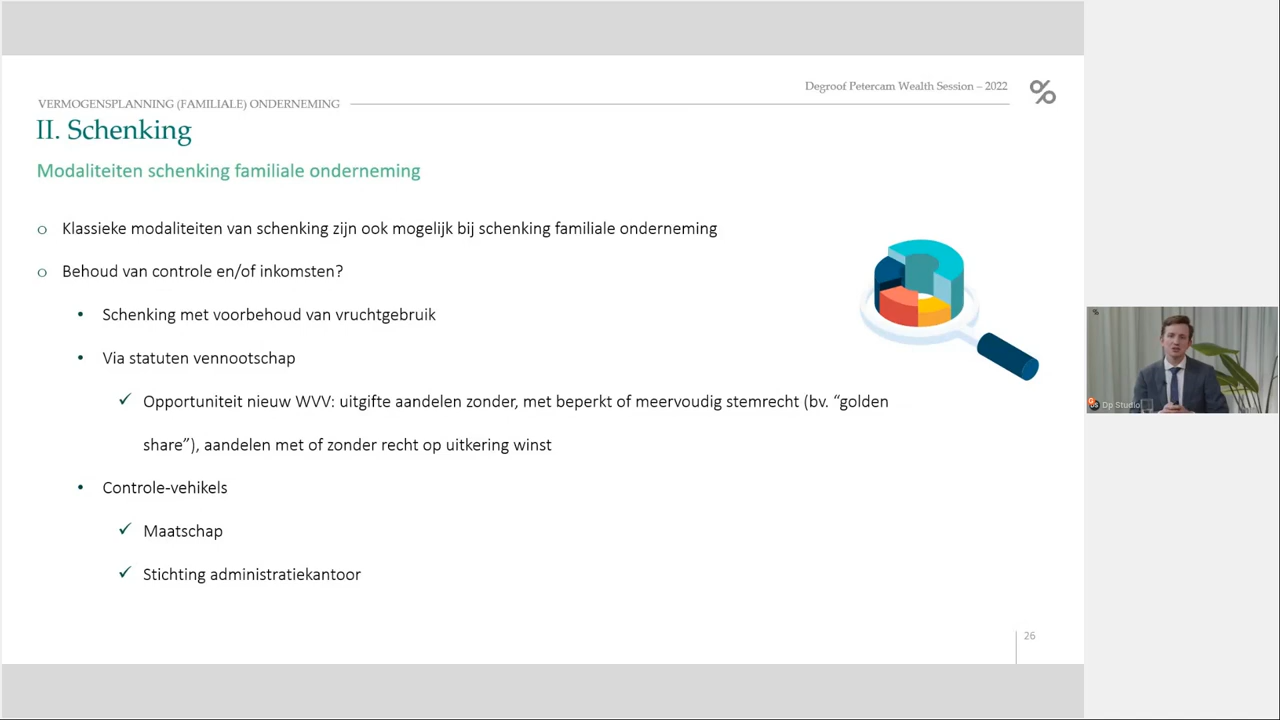 Degroof Petercam Wealth Session – 2022
VERMOGENSPLANNING (FAMILIALE) ONDERNEMING
II. Schenking
Modaliteiten schenking familiale onderneming
Klassieke modaliteiten van schenking zijn ook mogelijk bij schenking familiale onderneming
Behoud van controle en/of inkomsten?
Schenking met voorbehoud van vruchtgebruik
Via statuten vennootschap
Opportuniteit nieuw WVV: uitgifte aandelen zonder, met beperkt of meervoudig stemrecht (bv. “golden
share”), aandelen met of zonder recht op uitkering winst
Controle-vehikels
Maatschap
Stichting administratiekantoor
26
Dp Studio